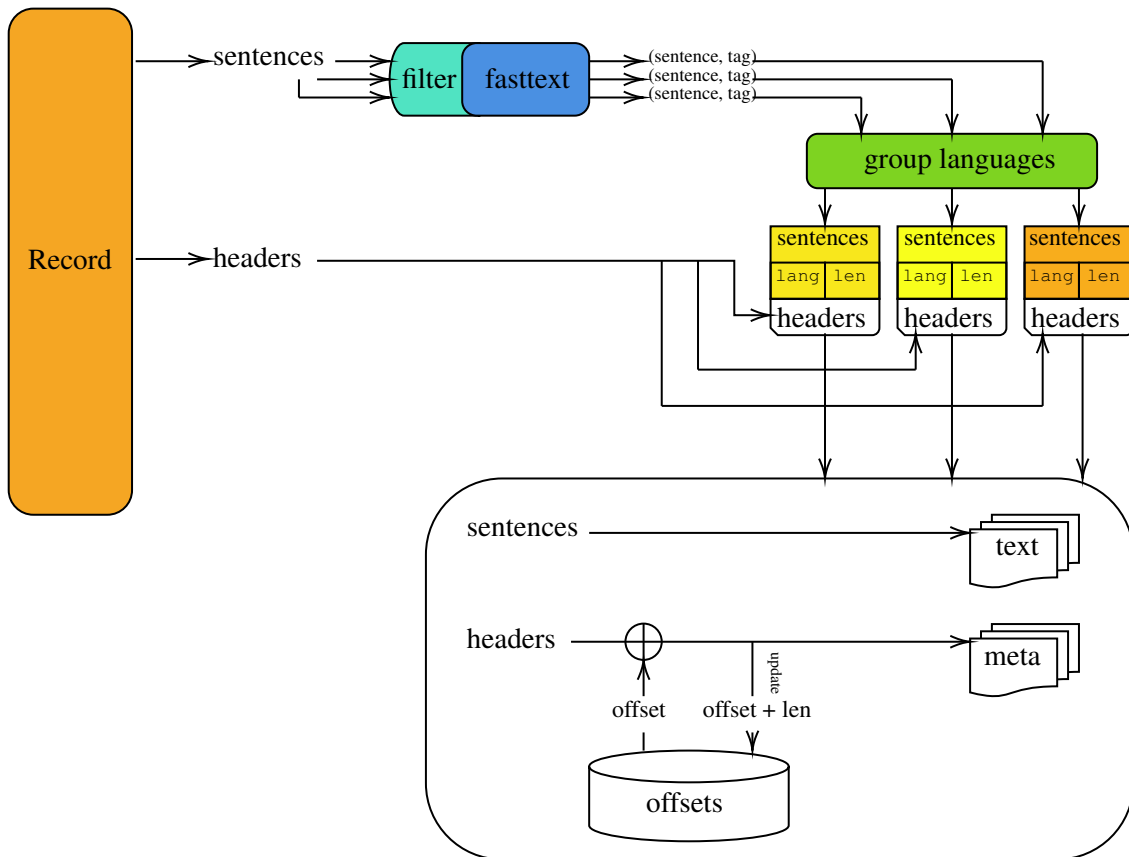 sentences
filter
fasttext
(sentence, tag)
(sentence, tag)
(sentence, tag)
group languages
Record
headers
sentences
lang
len
headers
sentences
lang
len
headers
sentences
lang
len
headers
sentences
text
headers
meta
update
offset
offset + len
offsets